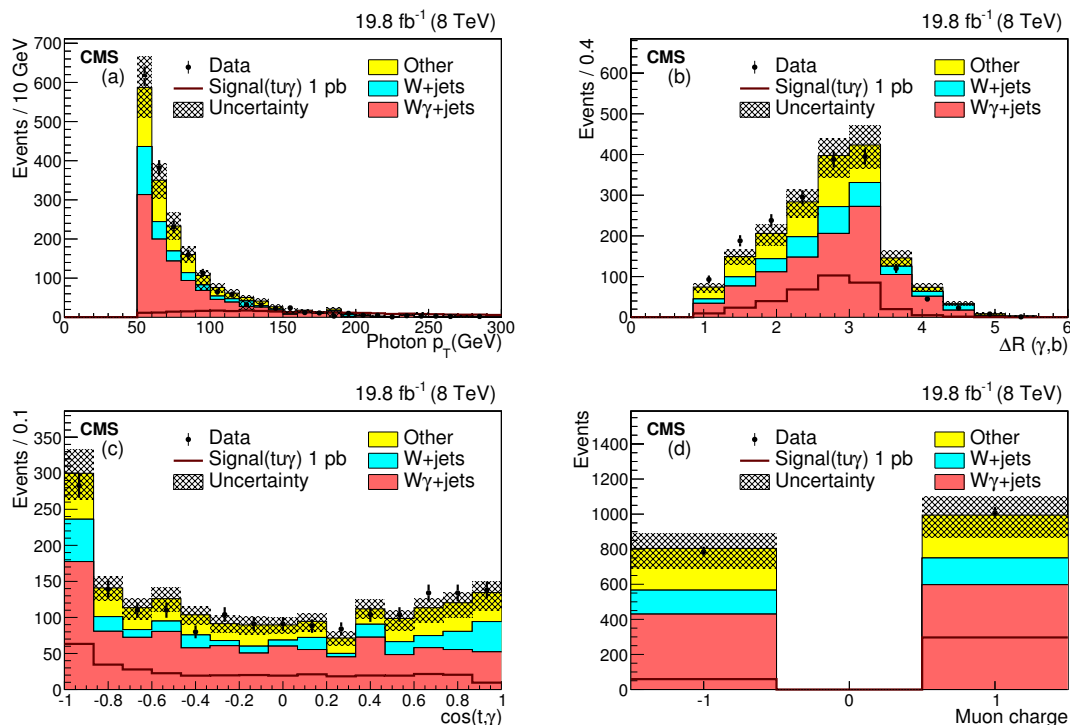 19.8 fb⁻¹ (8 TeV)
CMS
(a)
Data
Signal(tuγ) 1 pb
Uncertainty
Other
W+jets
Wγ+jets
Events / 10 GeV
700
600
500
400
300
200
100
0
0 50 100 150 200 250 300
Photon p_T(GeV)
19.8 fb⁻¹ (8 TeV)
CMS
(b)
Data
Signal(tuγ) 1 pb
Uncertainty
Other
W+jets
Wγ+jets
Events / 0.4
600
500
400
300
200
100
0
0 1 2 3 4 5 6
ΔR (γ,b)
19.8 fb⁻¹ (8 TeV)
CMS
(c)
Data
Signal(tuγ) 1 pb
Uncertainty
Other
W+jets
Wγ+jets
Events / 0.1
350
300
250
200
150
100
50
0
-1 -0.8 -0.6 -0.4 -0.2 0 0.2 0.4 0.6 0.8 1
cos(t,γ)
19.8 fb⁻¹ (8 TeV)
CMS
(d)
Data
Signal(tuγ) 1 pb
Uncertainty
Other
W+jets
Wγ+jets
Events
1400
1200
1000
800
600
400
200
0
-1 0 1
Muon charge